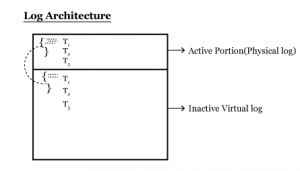 Log Architecture
T₁
T₂
T₃
Active Portion(Physical log)
T₁
T₂
T₃
Inactive Virtual log